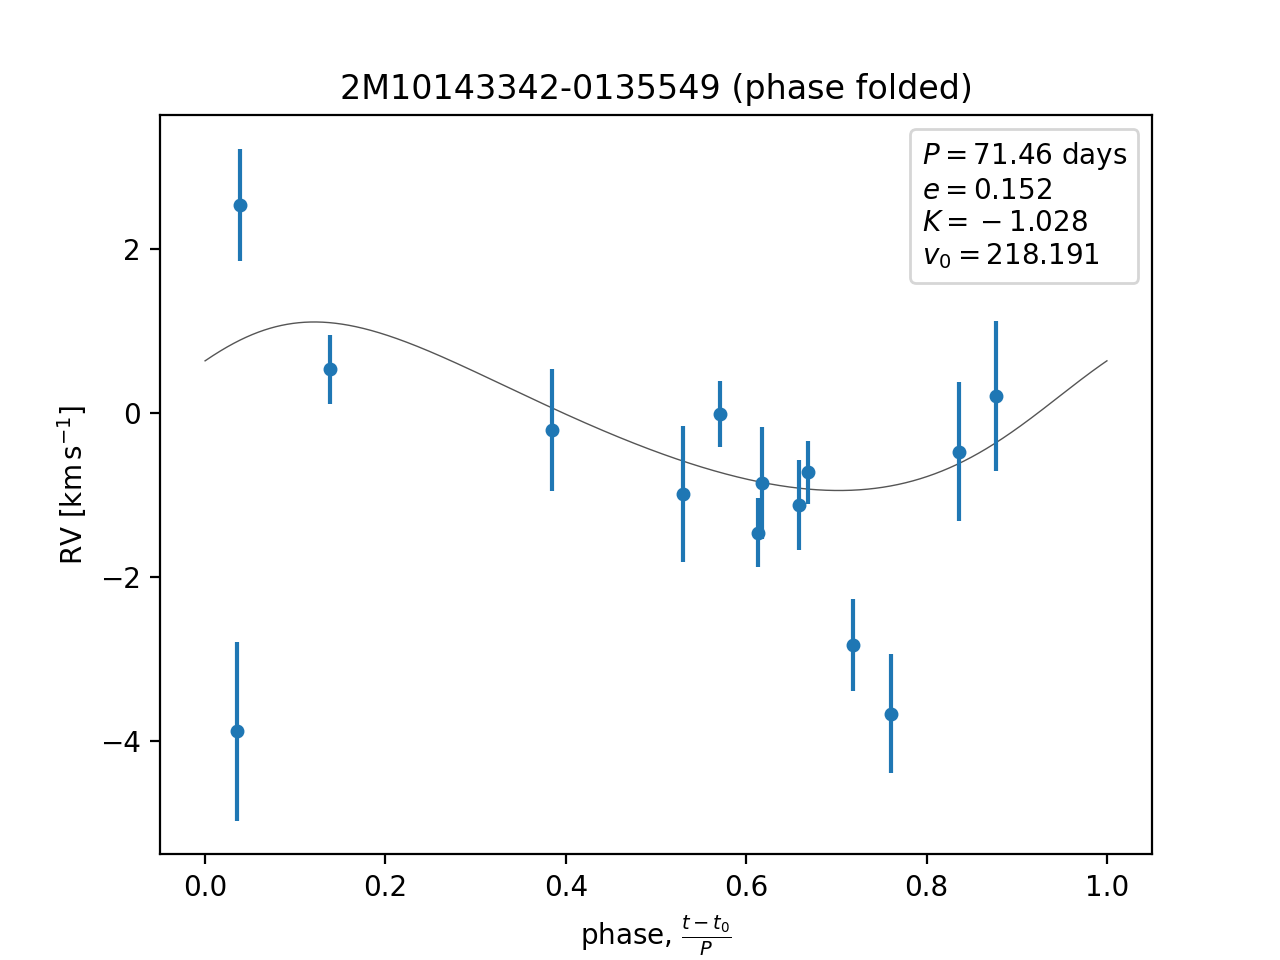 2M10143342-0135549 (phase folded)
P = 71.46 days
e = 0.152
K = −1.028
v₀ = 218.191
RV [km s⁻¹]
2
0
−2
−4
0.0 0.2 0.4 0.6 0.8 1.0
phase, (t − t₀)/P